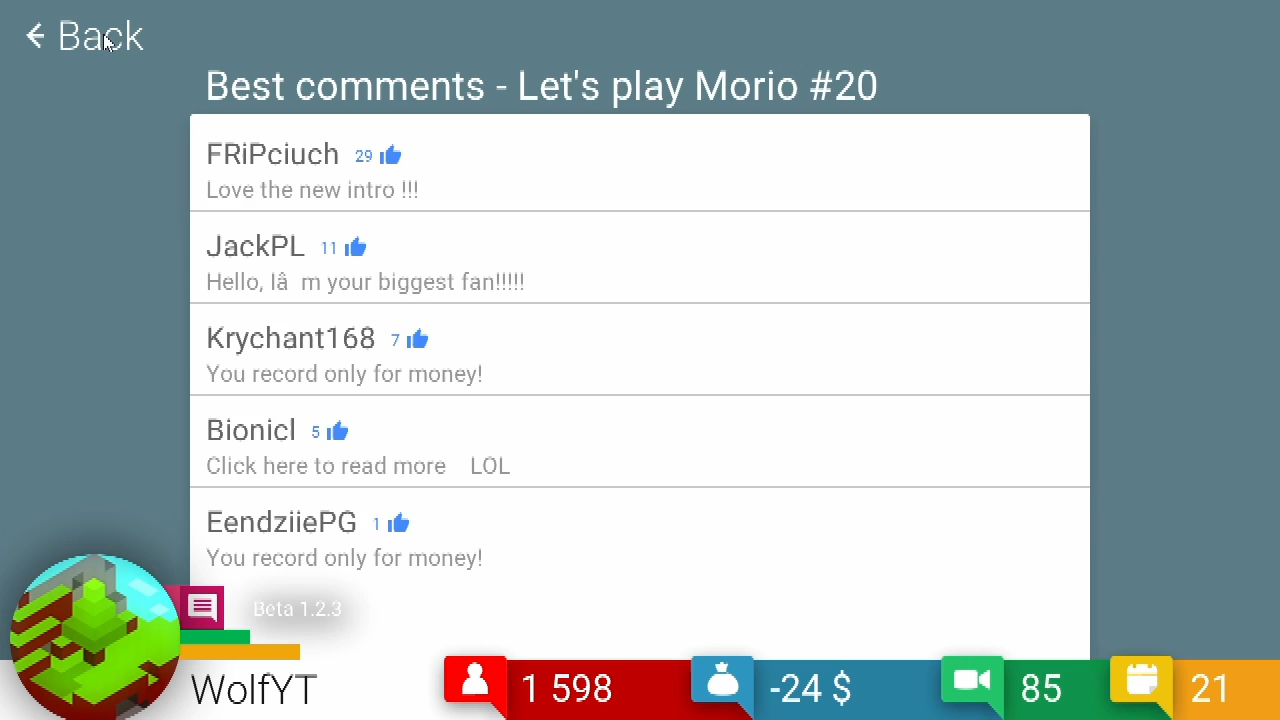 Back
Best comments - Let's play Morio #20
FRiPciuch 29
Love the new intro !!!
JackPL 11
Hello, Iâ m your biggest fan!!!!!
Krychant168 7
You record only for money!
Bionicl 5
Click here to read more LOL
EendziiePG 1
You record only for money!
Beta 1.2.3
WolfYT 1 598 -24 $ 85 21